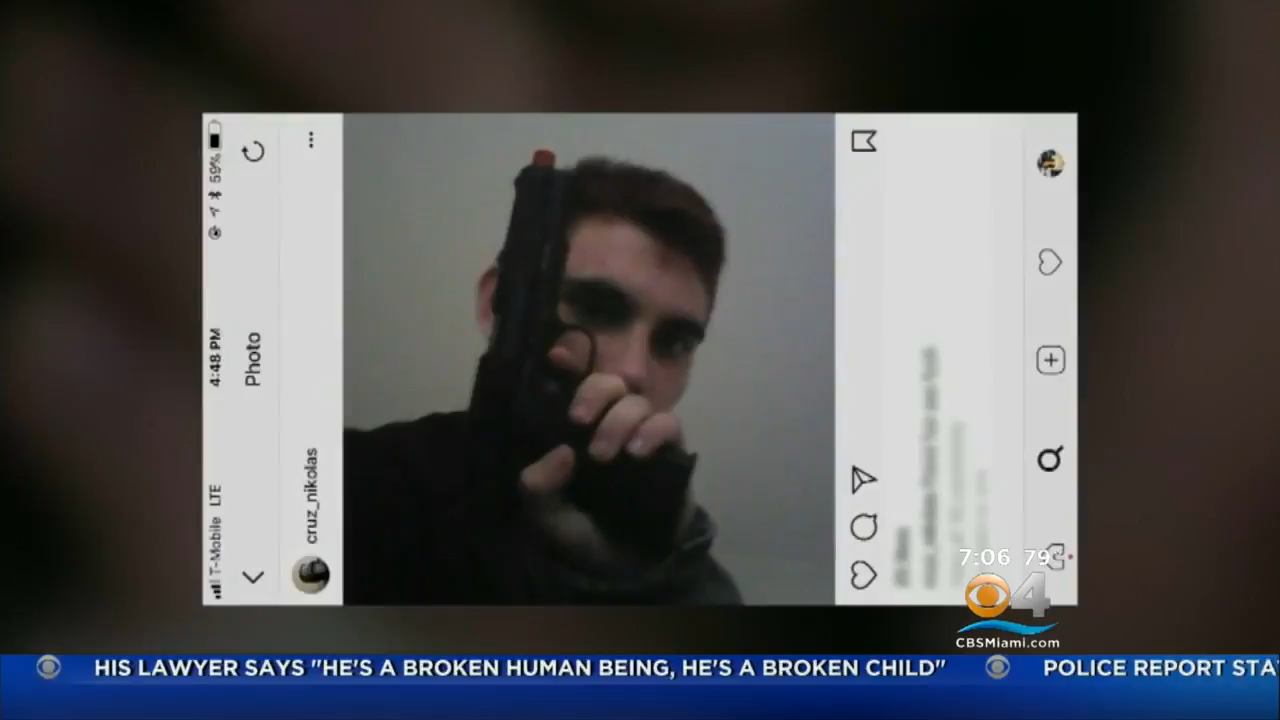 T-Mobile LTE 4:48 PM 59%
Photo
cruz_nikolas
7:06 79
4
CBSMiami.com
HIS LAWYER SAYS "HE'S A BROKEN HUMAN BEING, HE'S A BROKEN CHILD" POLICE REPORT STA